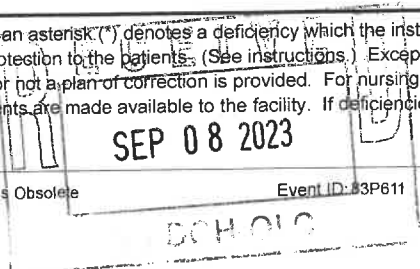 an asterisk (*) denotes a deficiency which the inst
otection to the patients. (See instructions.) Excep
or not a plan of correction is provided. For nursing
nts are made available to the facility. If deficiencie
SEP 08 2023
s Obsolete Event ID: 83P611